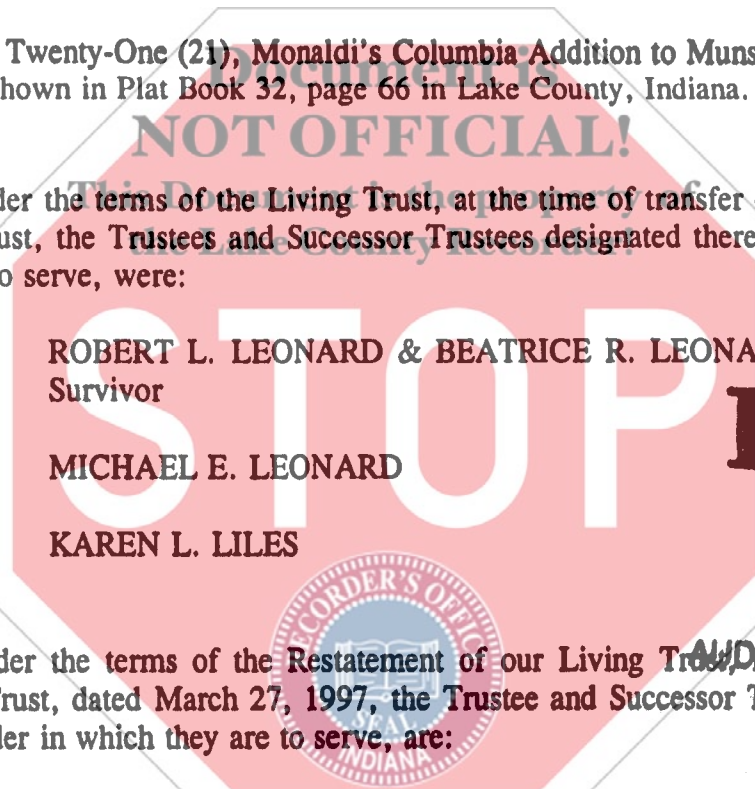 Twenty-One (21), Monaldi's Columbia Addition to Muns
hown in Plat Book 32, page 66 in Lake County, Indiana.
Document is
NOT OFFICIAL!
This Document is the property of
the Lake County Recorder!
der the terms of the Living Trust, at the time of transfer
ust, the Trustees and Successor Trustees designated there
o serve, were:
STOP
ROBERT L. LEONARD & BEATRICE R. LEONA
Survivor
MICHAEL E. LEONARD
KAREN L. LILES
RECORDER'S OFFIC
SEAL
INDIANA
der the terms of the Restatement of our Living Trust,
AUD
Trust, dated March 27, 1997, the Trustee and Successor T
der in which they are to serve, are: